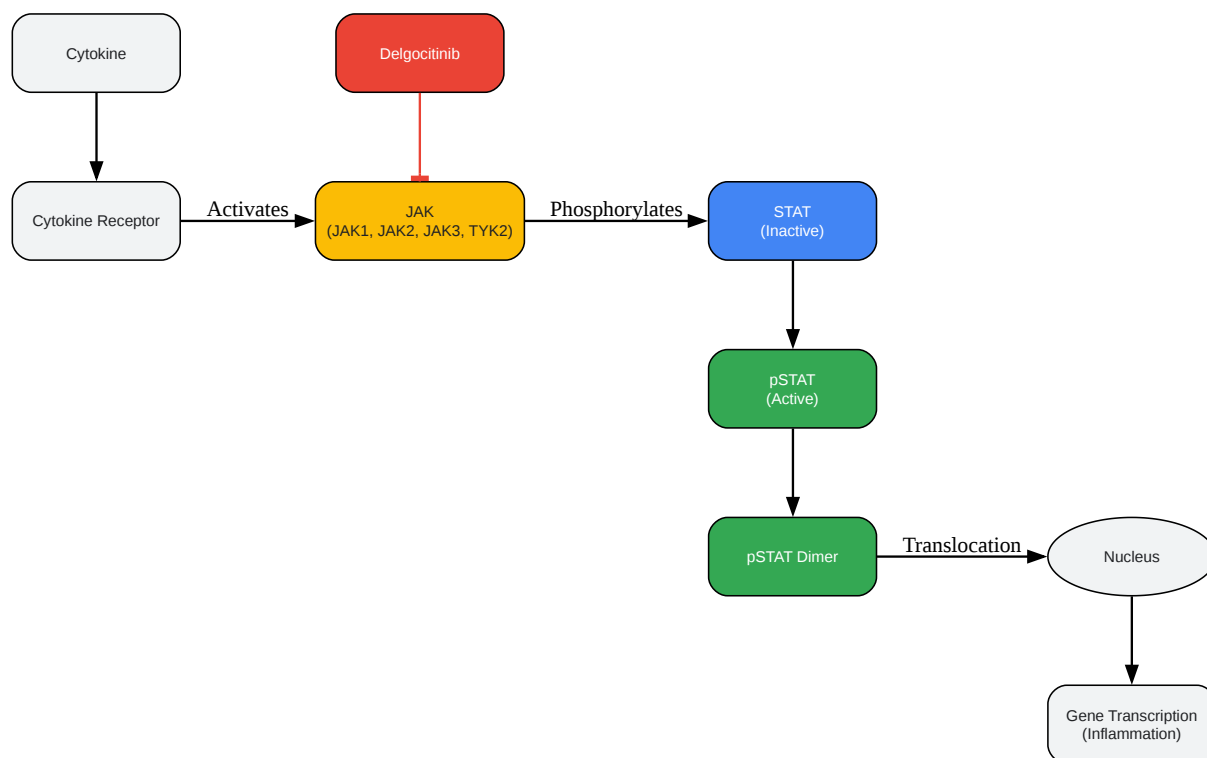 Cytokine
Delgocitinib
Cytokine Receptor
Activates
JAK
(JAK1, JAK2, JAK3, TYK2)
Phosphorylates
STAT
(Inactive)
pSTAT
(Active)
pSTAT Dimer
Translocation
Nucleus
Gene Transcription
(Inflammation)